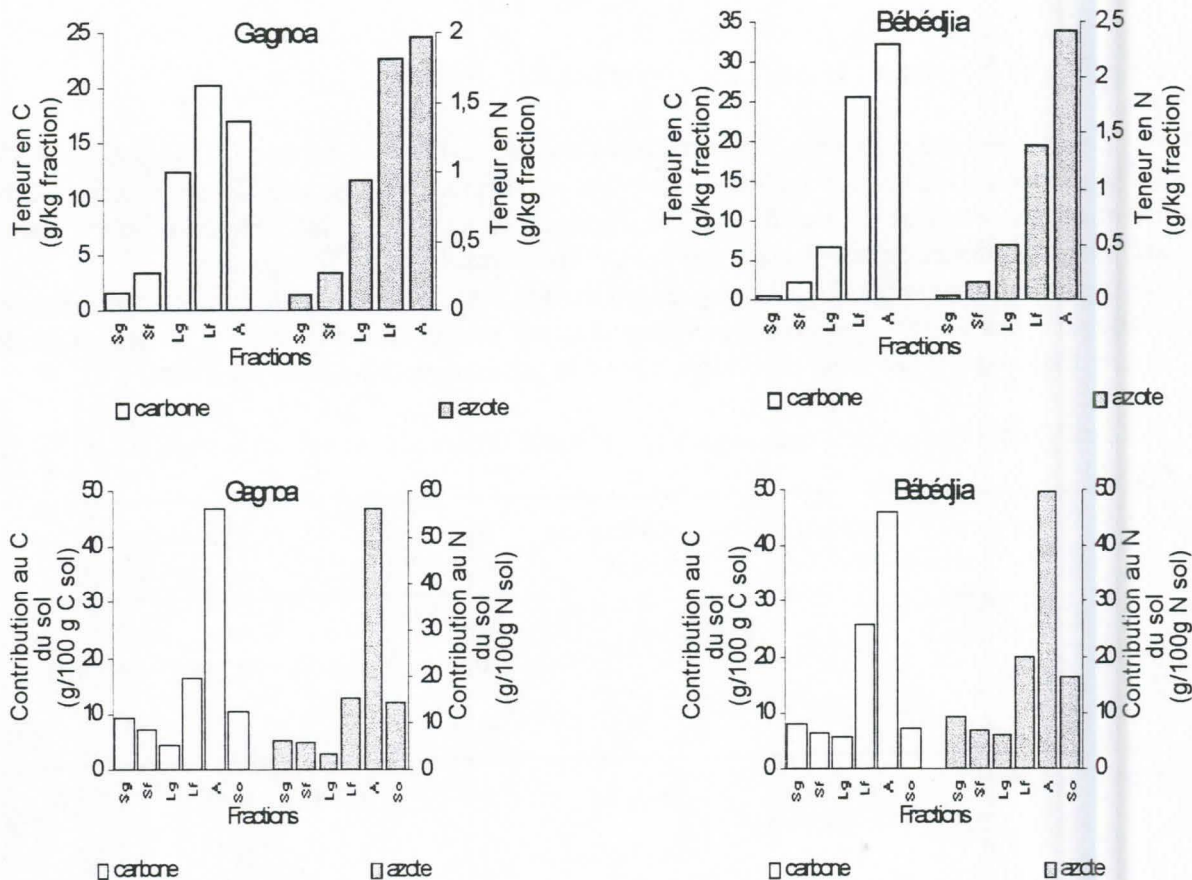 Gagnoa
Teneur en C
(g/kg fraction)
25
20
15
10
5
0
Teneur en N
(g/kg fraction)
2
1,5
1
0,5
0
Sg Sf Lg Lf A Sg Sf Lg Lf A
Fractions
carbone azote
Bébédjia
Teneur en C
(g/kg fraction)
35
30
25
20
15
10
5
0
Teneur en N
(g/kg fraction)
2,5
2
1,5
1
0,5
0
Sg Sf Lg Lf A Sg Sf Lg Lf A
Fractions
carbone azote
Gagnoa
Contribution au C
du sol
(g/100 g C sol)
50
40
30
20
10
0
Contribution au N
du sol
(g/100g N sol)
60
50
40
30
20
10
0
Sg Sf Lg Lf A So Sg Sf Lg Lf A So
Fractions
carbone azote
Bébédjia
Contribution au C
du sol
(g/100 g C sol)
50
40
30
20
10
0
Contribution au N
du sol
(g/100g N sol)
50
40
30
20
10
0
Sg Sf Lg Lf A So Sg Sf Lg Lf A So
Fractions
carbone azote